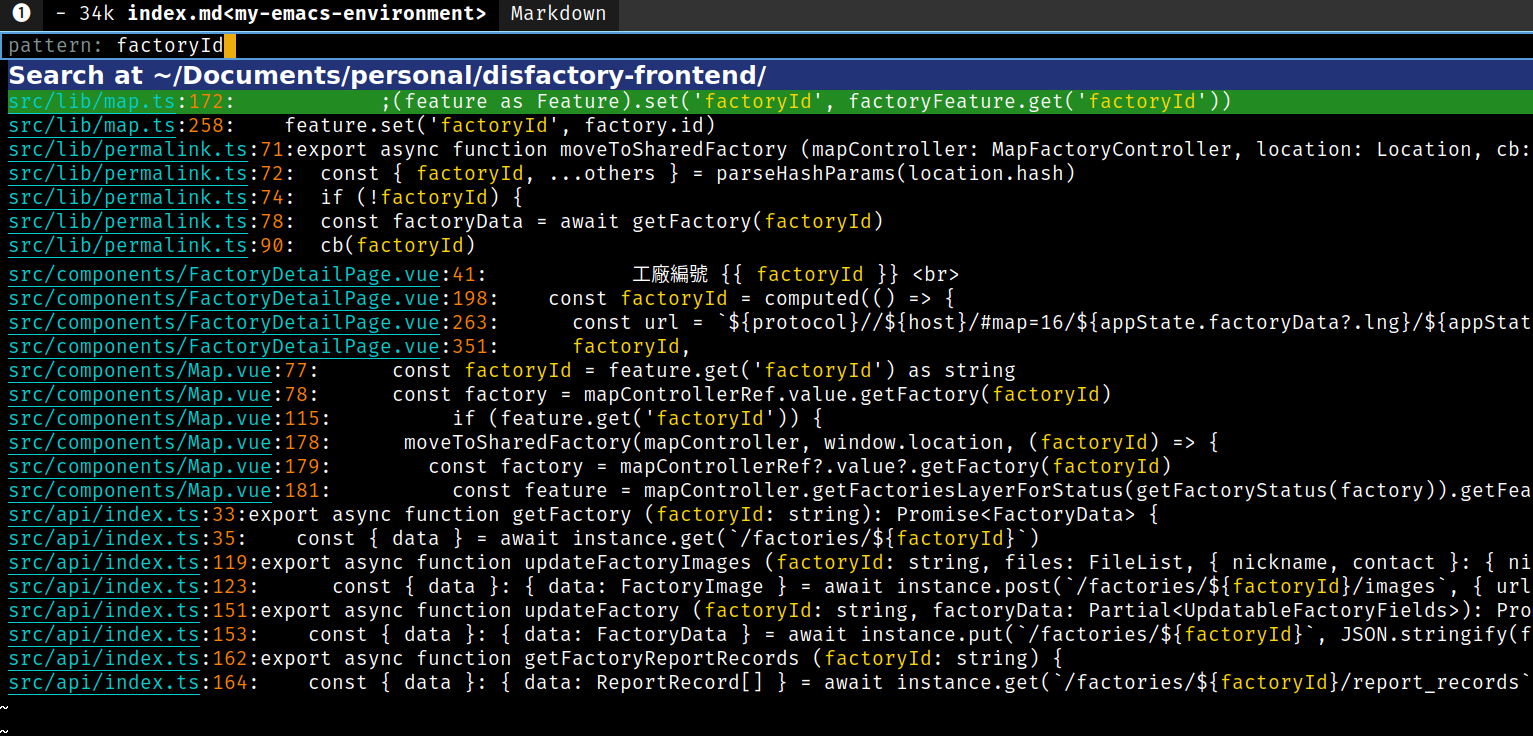 ❶ - 34k index.md<my-emacs-environment> Markdown
pattern: factoryId
Search at ~/Documents/personal/disfactory-frontend/
src/lib/map.ts:172:            ;(feature as Feature).set('factoryId', factoryFeature.get('factoryId'))
src/lib/map.ts:258:    feature.set('factoryId', factory.id)
src/lib/permalink.ts:71:export async function moveToSharedFactory (mapController: MapFactoryController, location: Location, cb:
src/lib/permalink.ts:72:  const { factoryId, ...others } = parseHashParams(location.hash)
src/lib/permalink.ts:74:  if (!factoryId) {
src/lib/permalink.ts:78:  const factoryData = await getFactory(factoryId)
src/lib/permalink.ts:90:  cb(factoryId)
src/components/FactoryDetailPage.vue:41:            工廠編號 {{ factoryId }} <br>
src/components/FactoryDetailPage.vue:198:    const factoryId = computed(() => {
src/components/FactoryDetailPage.vue:263:      const url = `${protocol}//${host}/#map=16/${appState.factoryData?.lng}/${appStat
src/components/FactoryDetailPage.vue:351:      factoryId,
src/components/Map.vue:77:      const factoryId = feature.get('factoryId') as string
src/components/Map.vue:78:      const factory = mapControllerRef.value.getFactory(factoryId)
src/components/Map.vue:115:          if (feature.get('factoryId')) {
src/components/Map.vue:178:      moveToSharedFactory(mapController, window.location, (factoryId) => {
src/components/Map.vue:179:        const factory = mapControllerRef?.value?.getFactory(factoryId)
src/components/Map.vue:181:          const feature = mapController.getFactoriesLayerForStatus(getFactoryStatus(factory)).getFea
src/api/index.ts:33:export async function getFactory (factoryId: string): Promise<FactoryData> {
src/api/index.ts:35:    const { data } = await instance.get(`/factories/${factoryId}`)
src/api/index.ts:119:export async function updateFactoryImages (factoryId: string, files: FileList, { nickname, contact }: { ni
src/api/index.ts:123:      const { data }: { data: FactoryImage } = await instance.post(`/factories/${factoryId}/images`, { url
src/api/index.ts:151:export async function updateFactory (factoryId: string, factoryData: Partial<UpdatableFactoryFields>): Pro
src/api/index.ts:153:    const { data }: { data: FactoryData } = await instance.put(`/factories/${factoryId}`, JSON.stringify(f
src/api/index.ts:162:export async function getFactoryReportRecords (factoryId: string) {
src/api/index.ts:164:    const { data }: { data: ReportRecord[] } = await instance.get(`/factories/${factoryId}/report_records`
~
~